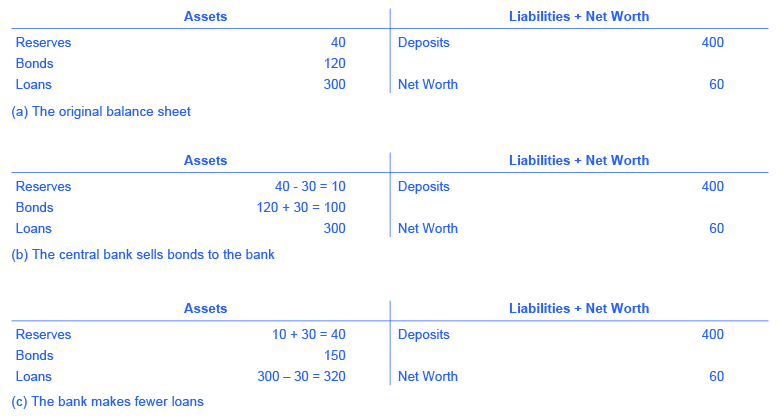 Assets Liabilities + Net Worth
Reserves 40 Deposits 400
Bonds 120
Loans 300 Net Worth 60
(a) The original balance sheet
Assets Liabilities + Net Worth
Reserves 40 - 30 = 10 Deposits 400
Bonds 120 + 30 = 100
Loans 300 Net Worth 60
(b) The central bank sells bonds to the bank
Assets Liabilities + Net Worth
Reserves 10 + 30 = 40 Deposits 400
Bonds 150
Loans 300 – 30 = 320 Net Worth 60
(c) The bank makes fewer loans